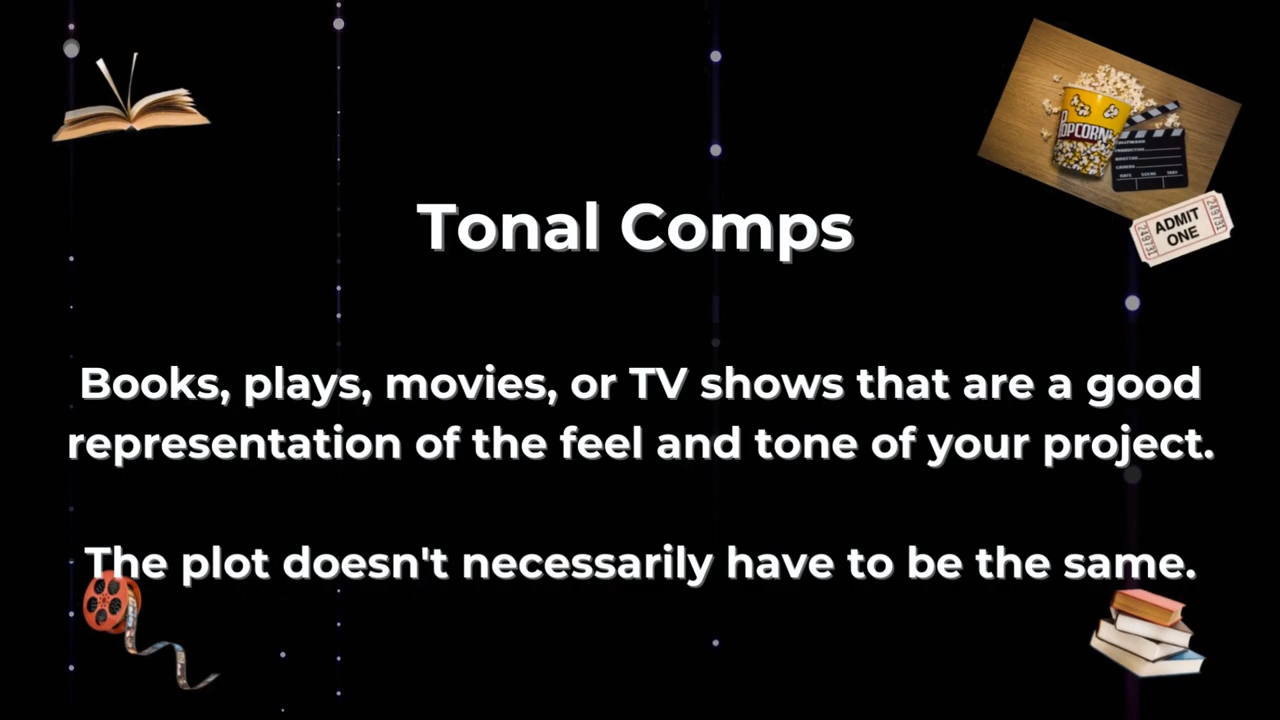 Tonal Comps
Books, plays, movies, or TV shows that are a good
representation of the feel and tone of your project.
The plot doesn't necessarily have to be the same.
POPCORN
ADMIT
ONE